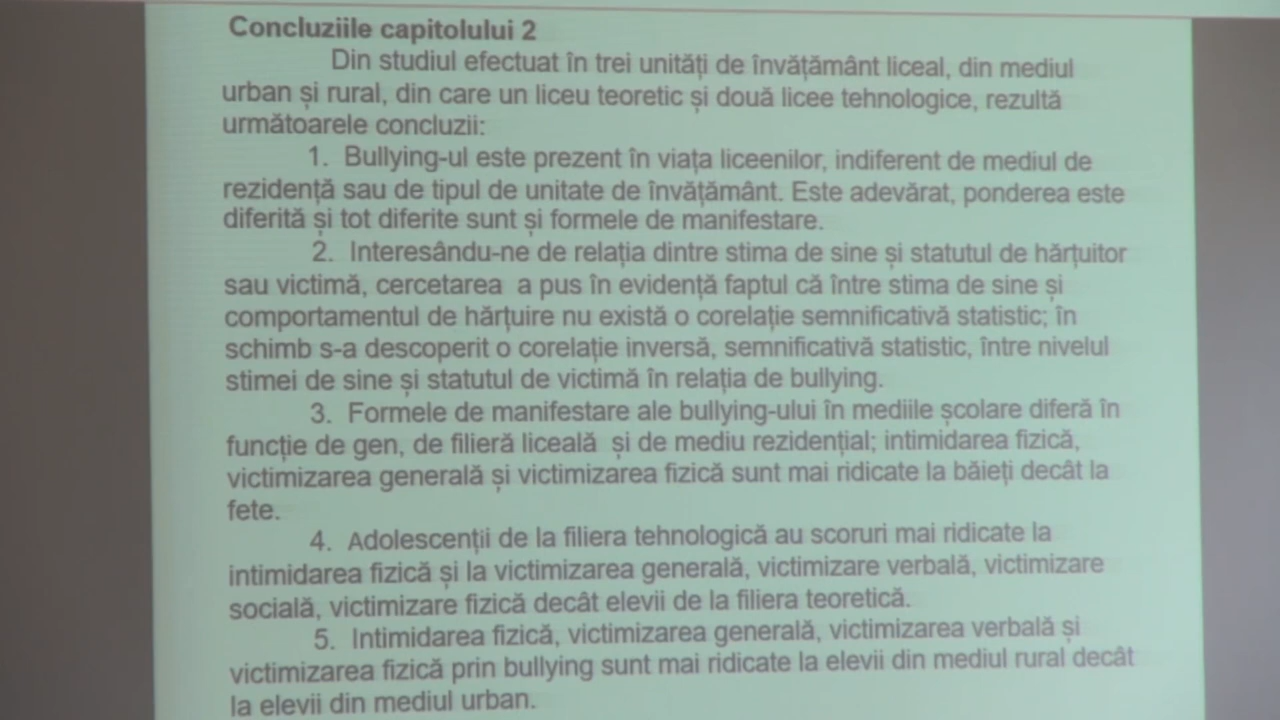 Concluziile capitolului 2
Din studiul efectuat în trei unități de învățământ liceal, din mediul
urban și rural, din care un liceu teoretic și două licee tehnologice, rezultă
următoarele concluzii:
1. Bullying-ul este prezent în viața liceenilor, indiferent de mediul de
rezidență sau de tipul de unitate de învățământ. Este adevărat, ponderea este
diferită și tot diferite sunt și formele de manifestare.
2. Interesându-ne de relația dintre stima de sine și statutul de hărțuitor
sau victimă, cercetarea a pus în evidență faptul că între stima de sine și
comportamentul de hărțuire nu există o corelație semnificativă statistic; în
schimb s-a descoperit o corelație inversă, semnificativă statistic, între nivelul
stimei de sine și statutul de victimă în relația de bullying.
3. Formele de manifestare ale bullying-ului în mediile școlare diferă în
funcție de gen, de filieră liceală și de mediu rezidențial; intimidarea fizică,
victimizarea generală și victimizarea fizică sunt mai ridicate la băieți decât la
fete.
4. Adolescenții de la filiera tehnologică au scoruri mai ridicate la
intimidarea fizică și la victimizarea generală, victimizare verbală, victimizare
socială, victimizare fizică decât elevii de la filiera teoretică.
5. Intimidarea fizică, victimizarea generală, victimizarea verbală și
victimizarea fizică prin bullying sunt mai ridicate la elevii din mediul rural decât
la elevii din mediul urban.